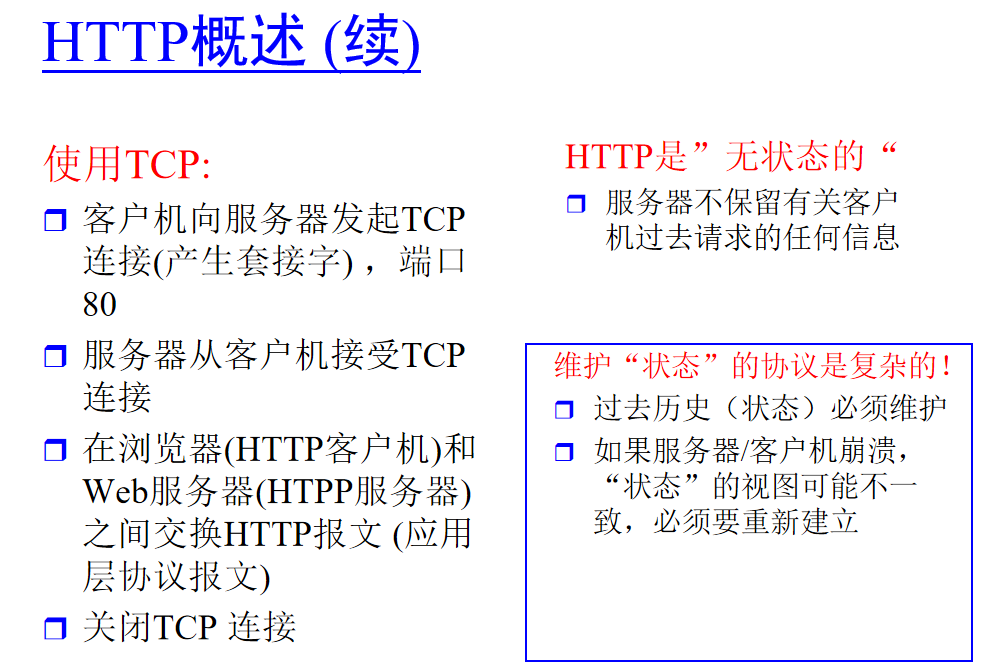 HTTP概述 (续)
使用TCP:
客户机向服务器发起TCP
连接(产生套接字) ，端口
80
服务器从客户机接受TCP
连接
在浏览器(HTTP客户机)和
Web服务器(HTPP服务器)
之间交换HTTP报文 (应用
层协议报文)
关闭TCP 连接
HTTP是”无状态的“
服务器不保留有关客户
机过去请求的任何信息
维护“状态”的协议是复杂的!
过去历史（状态）必须维护
如果服务器/客户机崩溃，
“状态”的视图可能不一
致，必须要重新建立